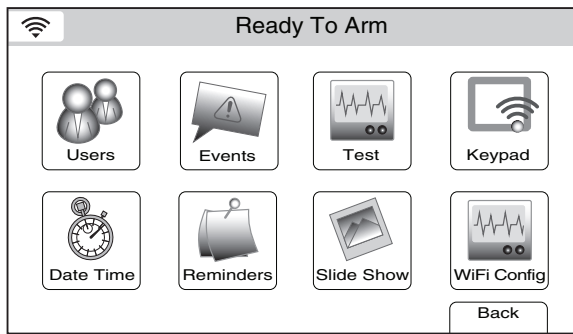 Ready To Arm
Users
Events
Test
Keypad
Date Time
Reminders
Slide Show
WiFi Config
Back